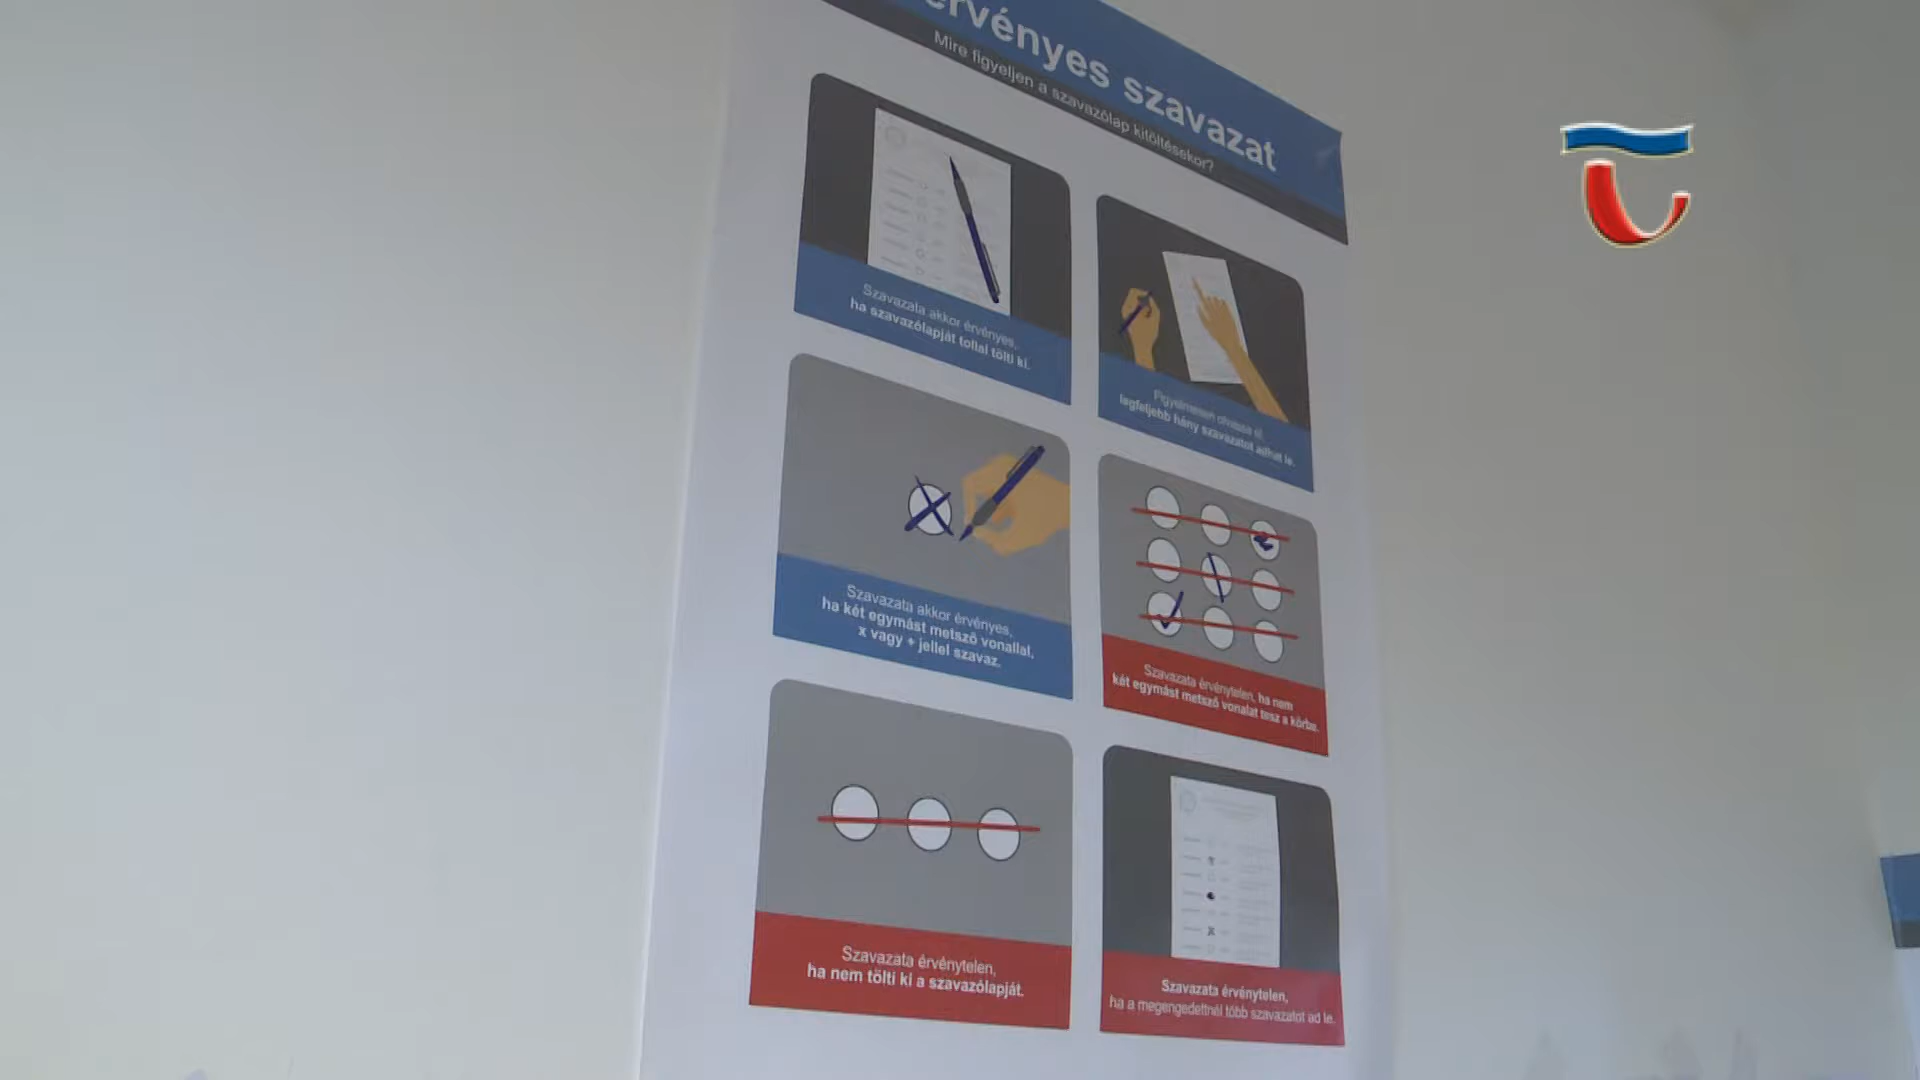 érvényes szavazat
Mire figyeljen a szavazólap kitöltésekor?
Szavazata akkor érvényes,
ha szavazólapját tollal tölti ki.
Figyelmesen olvassa el,
legfeljebb hány szavazatot adhat le.
Szavazata akkor érvényes,
ha két egymást metsző vonallal,
x vagy + jellel szavaz.
Szavazata érvénytelen, ha nem
két egymást metsző vonalat tesz a körbe.
Szavazata érvénytelen,
ha nem tölti ki a szavazólapját.
Szavazata érvénytelen,
ha a megengedettnél több szavazatot ad le.